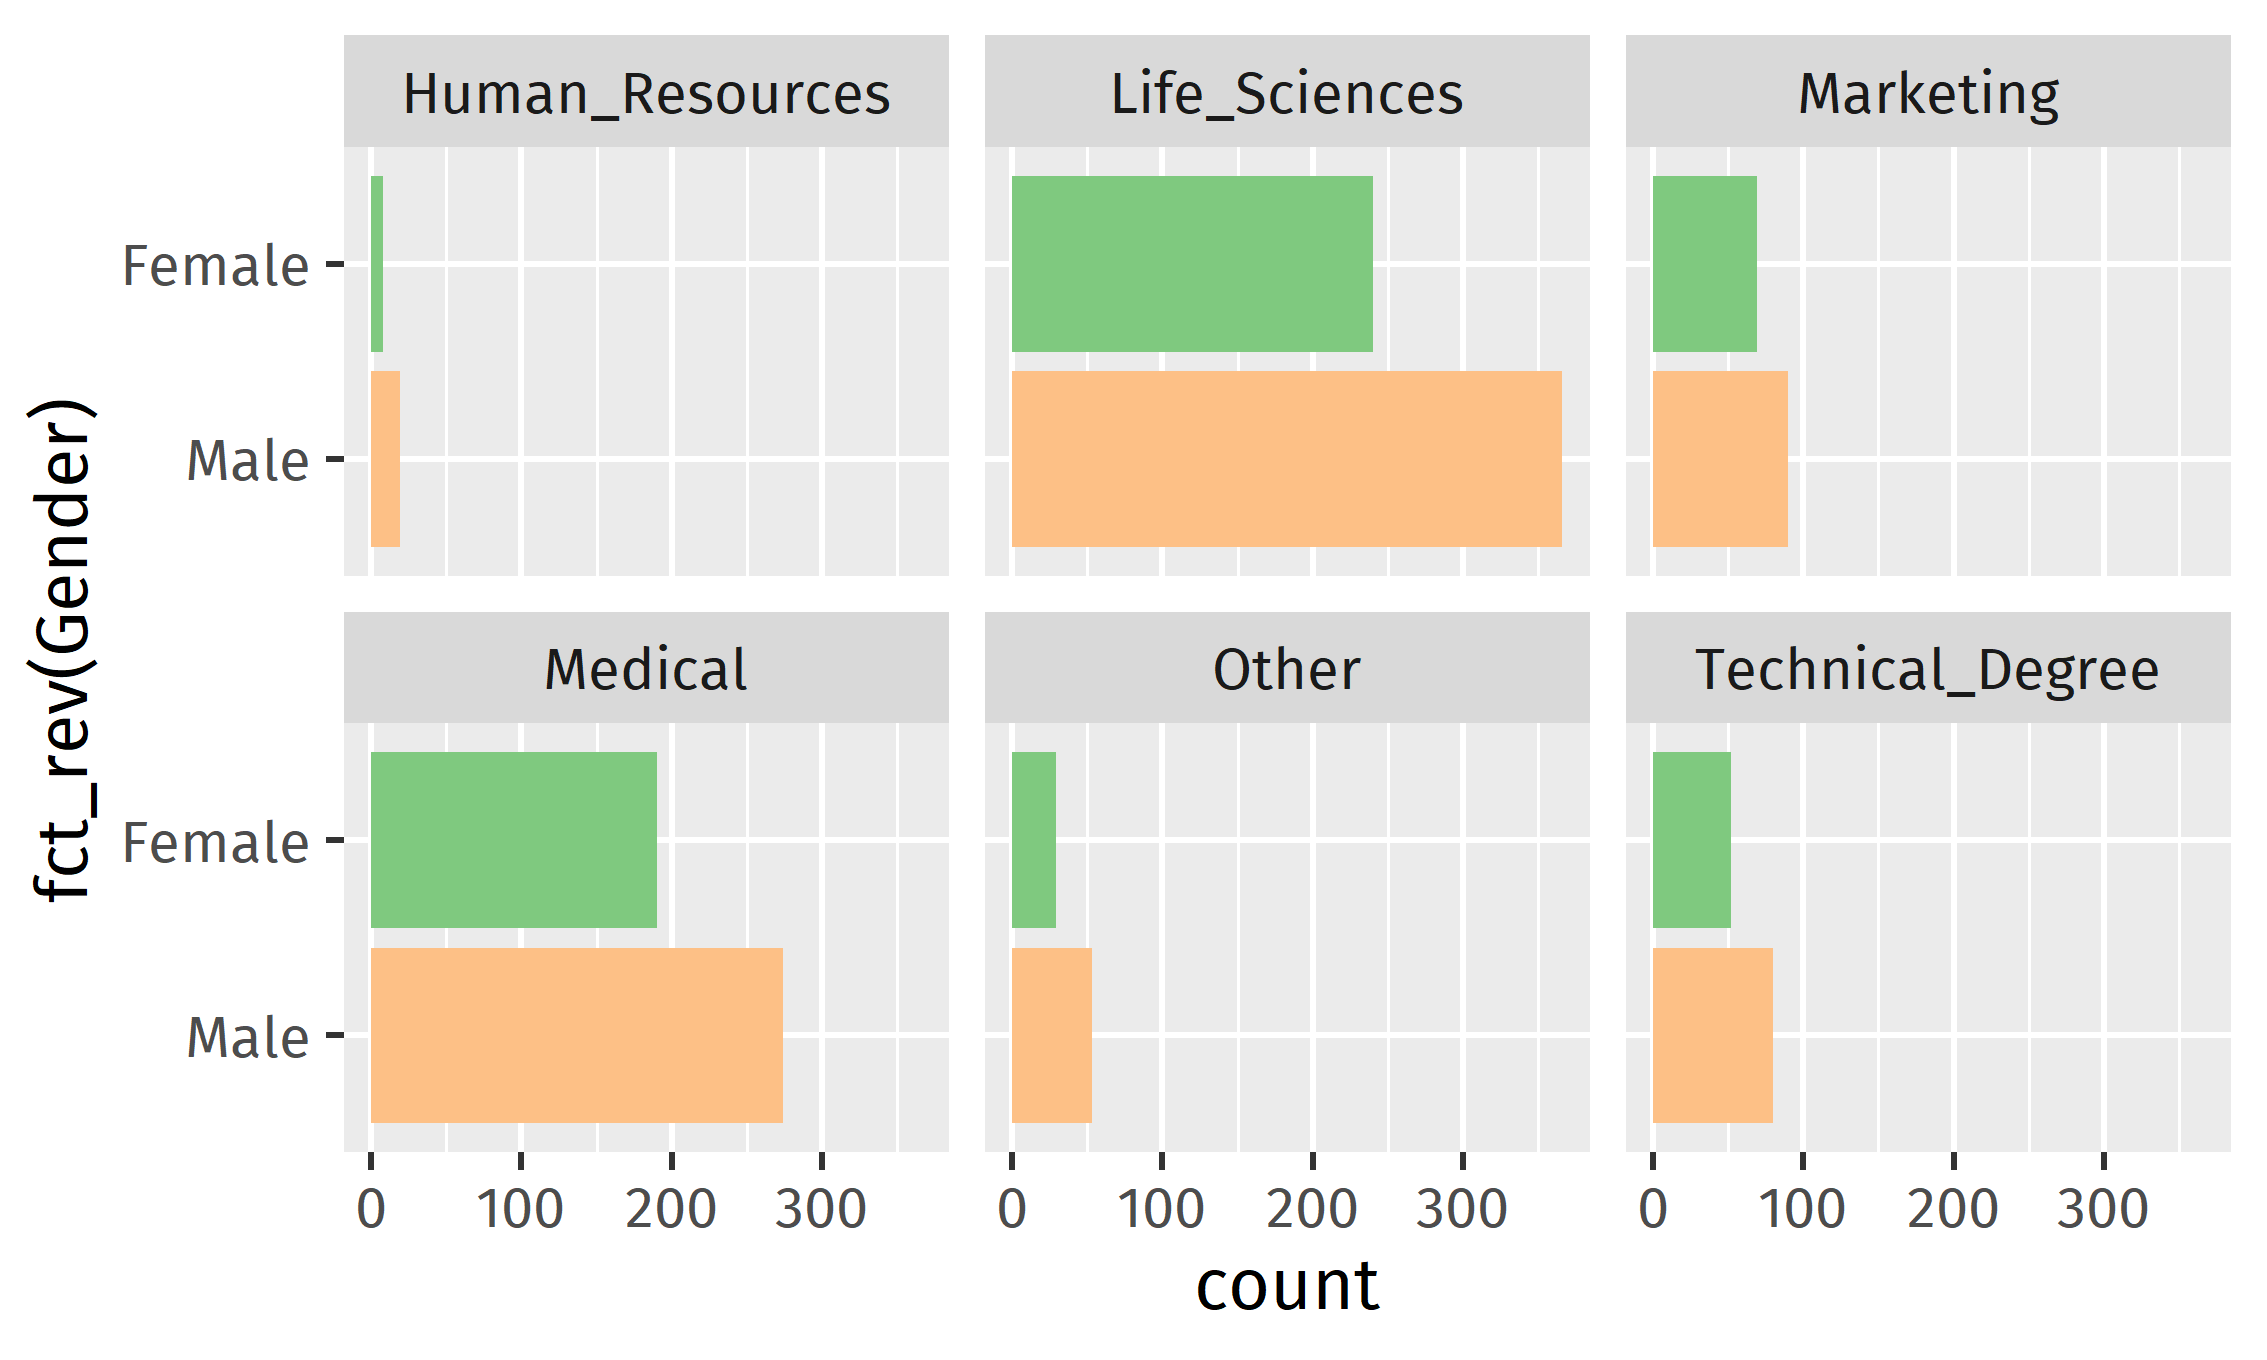 Human_Resources
Life_Sciences
Marketing
Female
Male
Medical
Other
Technical_Degree
Female
Male
fct_rev(Gender)
0 100 200 300
0 100 200 300
0 100 200 300
count